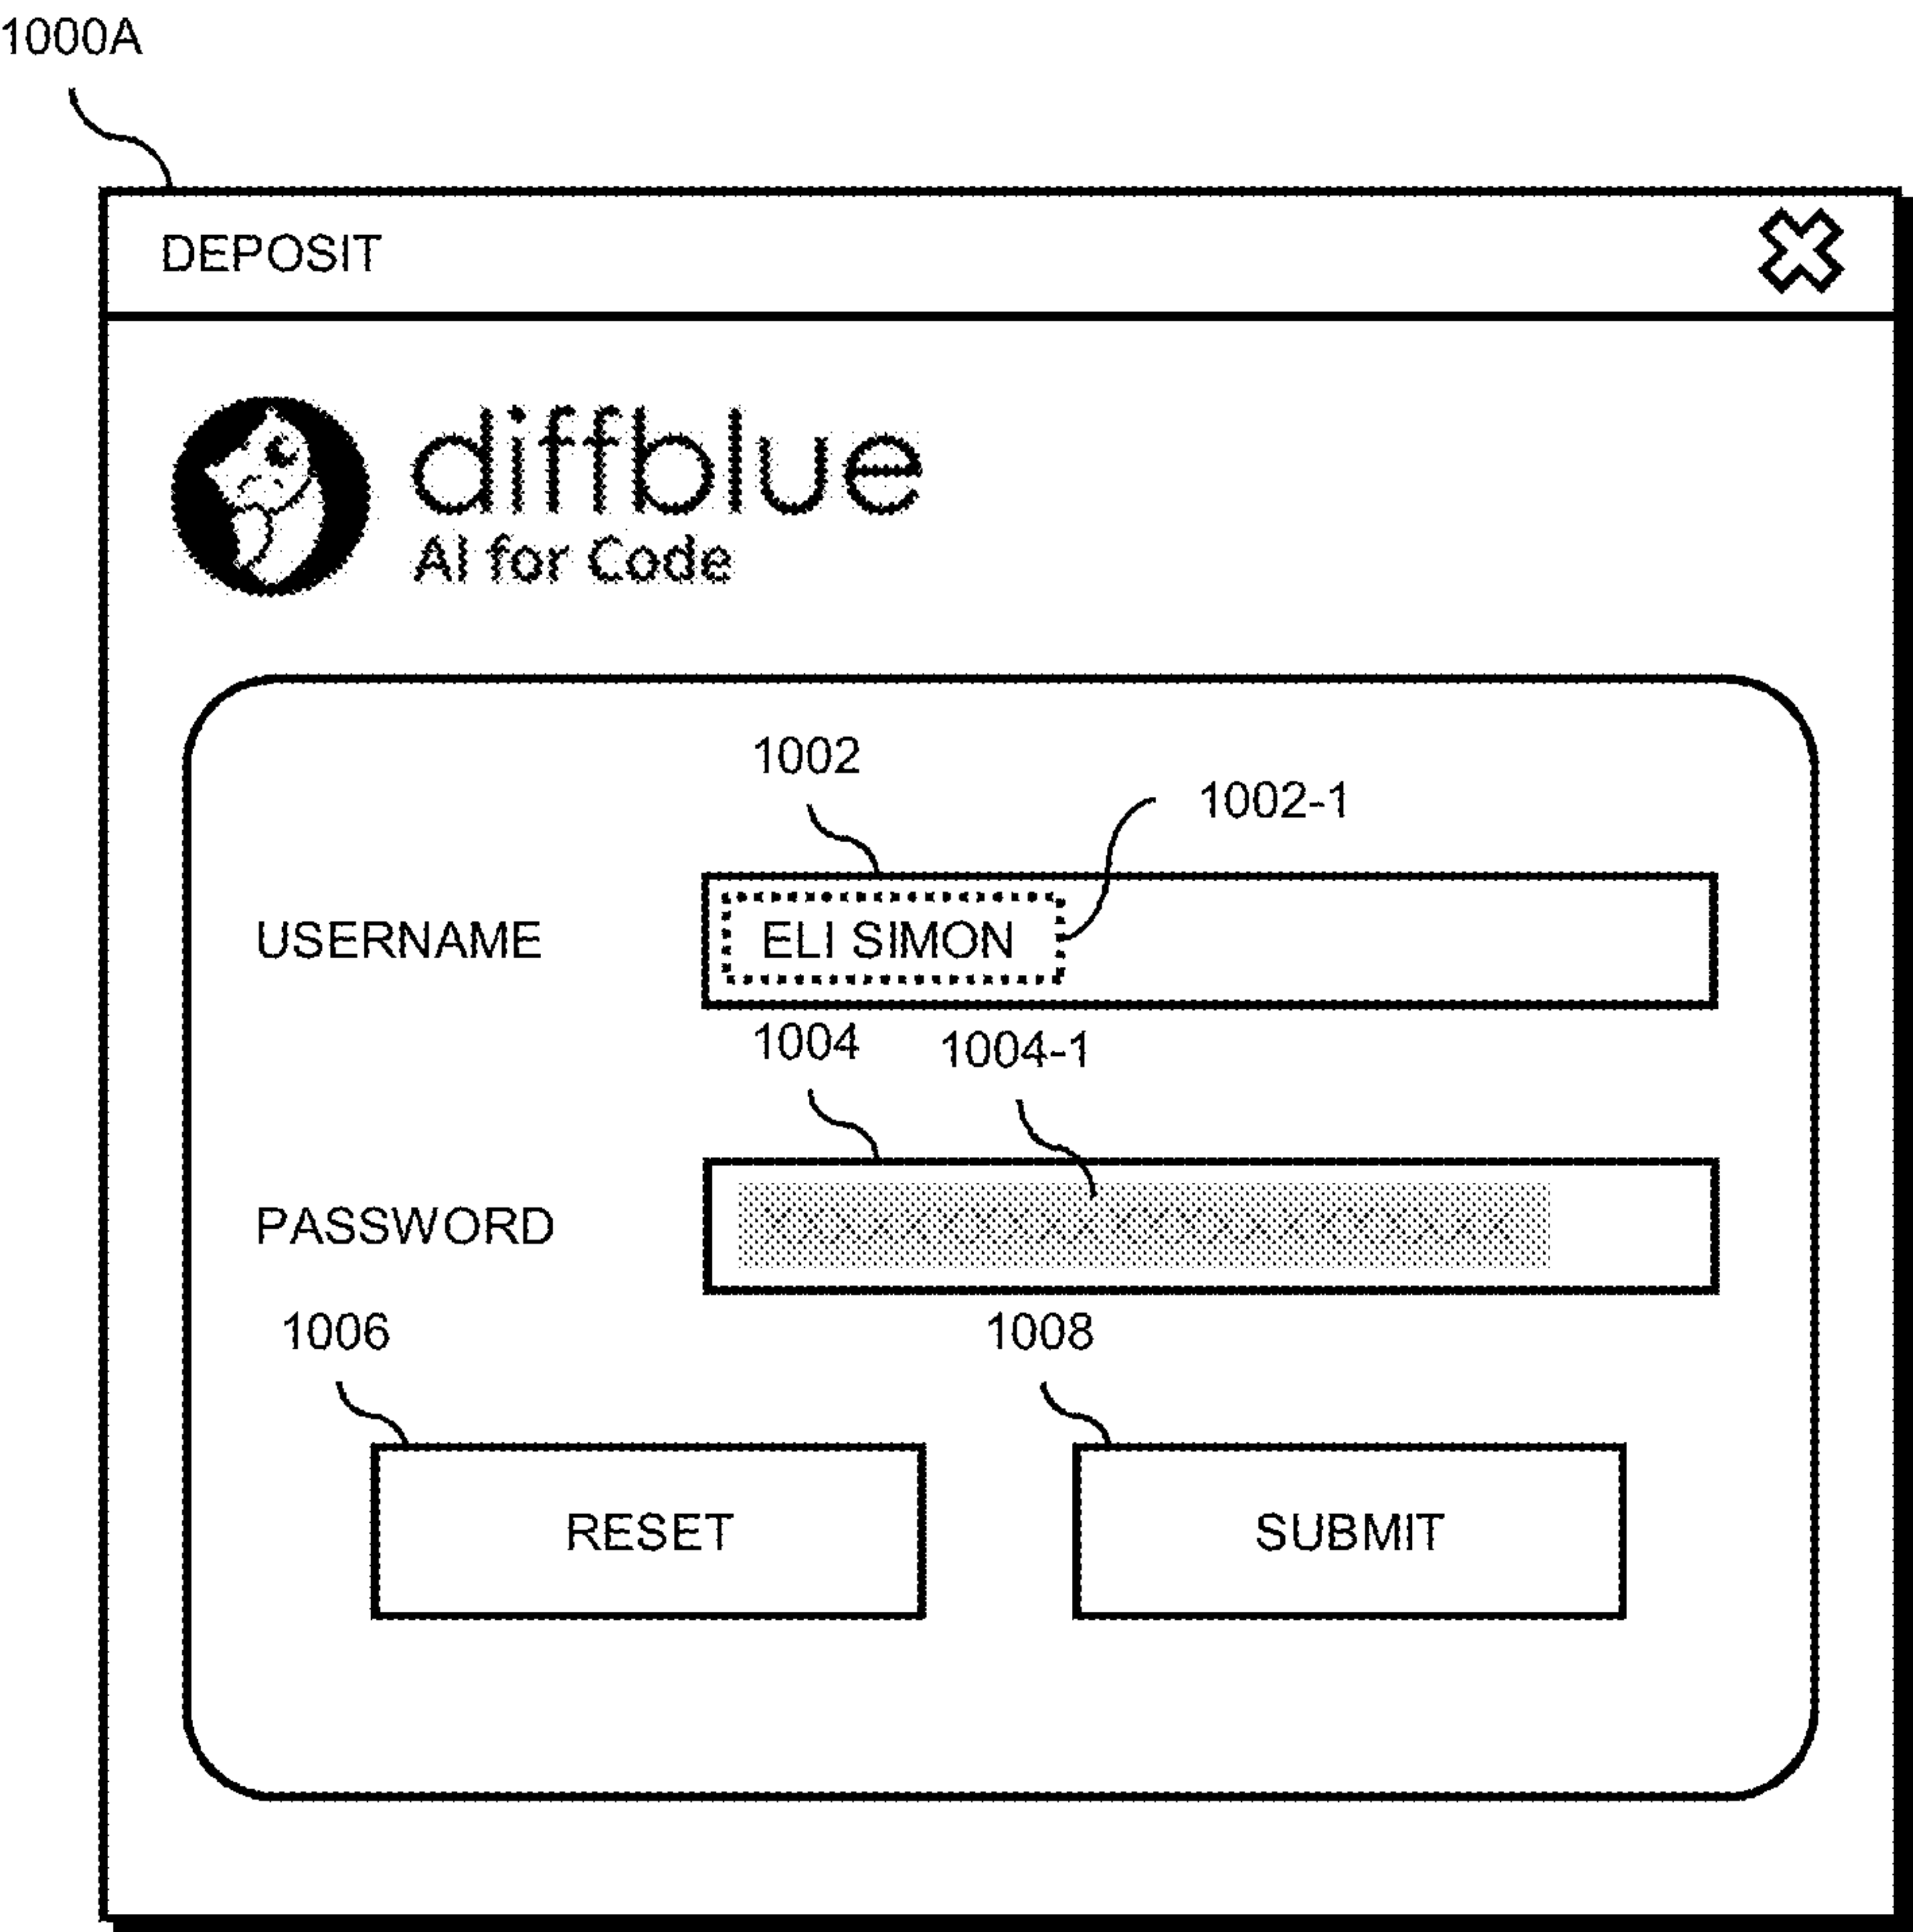 1000A
DEPOSIT
diffblue
AI for Code
1002
1002-1
USERNAME
ELI SIMON
1004
1004-1
PASSWORD
1006
1008
RESET
SUBMIT